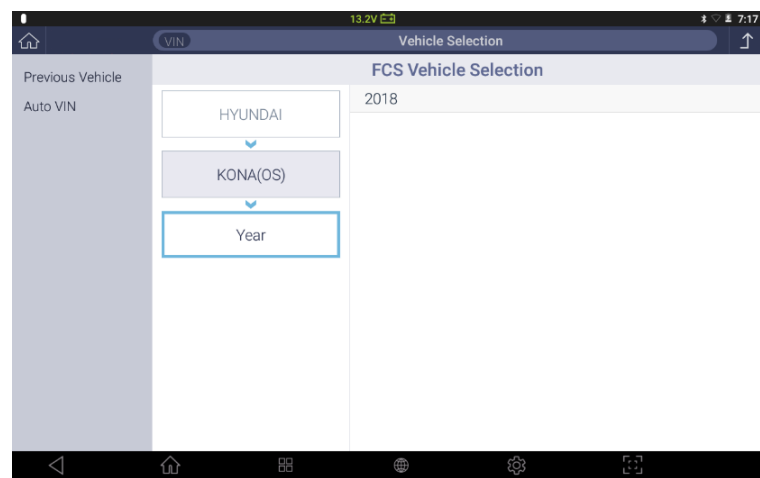 13.2V
7:17
VIN
Vehicle Selection
Previous Vehicle
Auto VIN
FCS Vehicle Selection
HYUNDAI
KONA(OS)
Year
2018